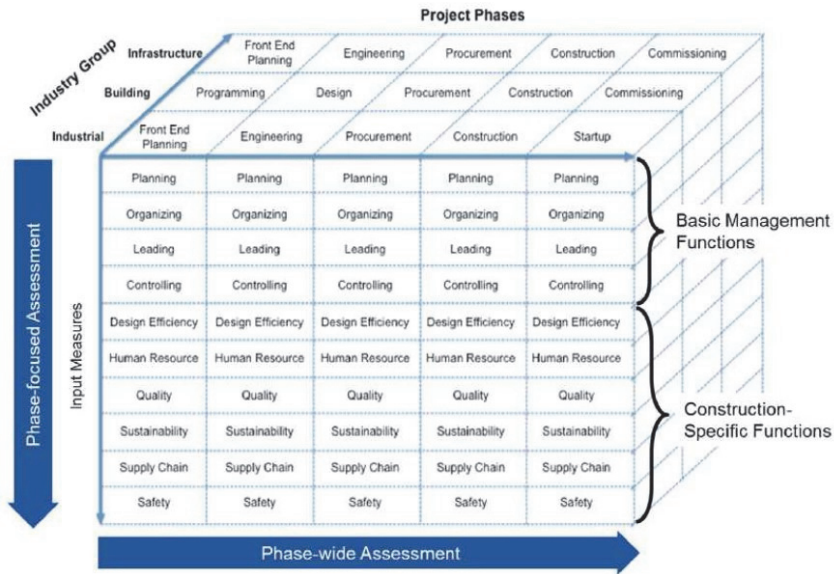 Project Phases
Industry Group
Infrastructure Front End Planning Engineering Procurement Construction Commissioning
Building Programming Design Procurement Construction Commissioning
Industrial Front End Planning Engineering Procurement Construction Startup
Phase-focused Assessment
Input Measures
Planning Planning Planning Planning Planning
Organizing Organizing Organizing Organizing Organizing
Leading Leading Leading Leading Leading
Controlling Controlling Controlling Controlling Controlling
Basic Management
Functions
Design Efficiency Design Efficiency Design Efficiency Design Efficiency Design Efficiency
Human Resource Human Resource Human Resource Human Resource Human Resource
Quality Quality Quality Quality Quality
Sustainability Sustainability Sustainability Sustainability Sustainability
Supply Chain Supply Chain Supply Chain Supply Chain Supply Chain
Safety Safety Safety Safety Safety
Construction-
Specific Functions
Phase-wide Assessment